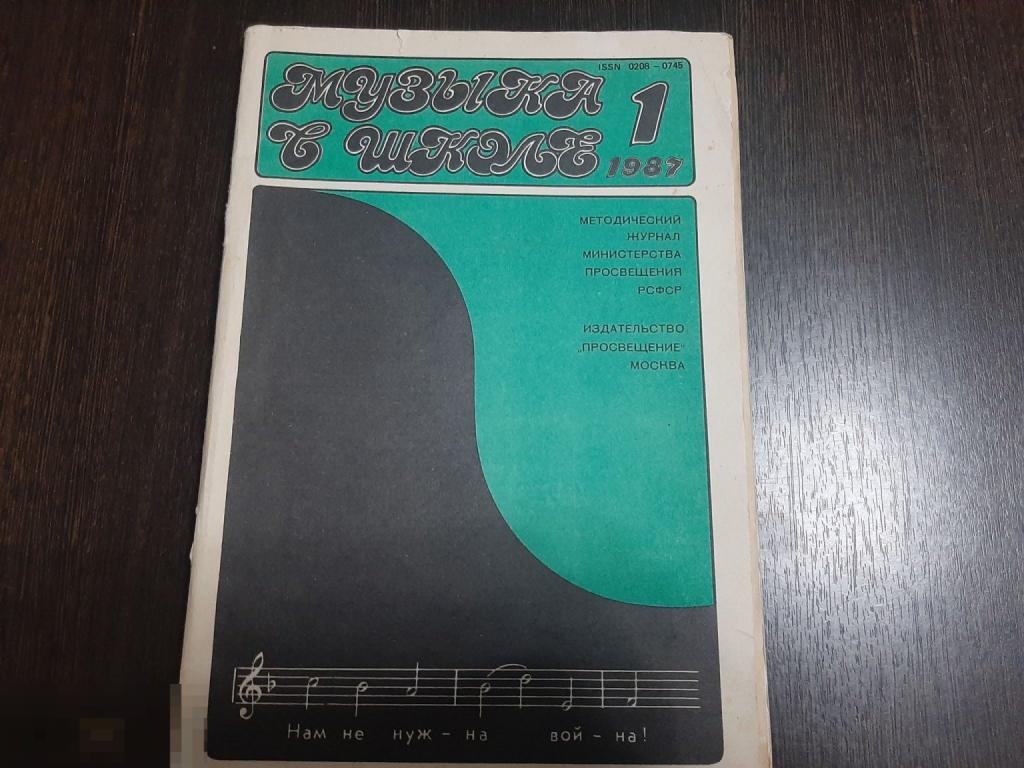 ISSN 0208-0745
МУЗЫКА
В ШКОЛЕ
1
1987
МЕТОДИЧЕСКИЙ
ЖУРНАЛ
МИНИСТЕРСТВА
ПРОСВЕЩЕНИЯ
РСФСР
ИЗДАТЕЛЬСТВО
„ПРОСВЕЩЕНИЕ"
МОСКВА
Нам не нуж-на вой-на!